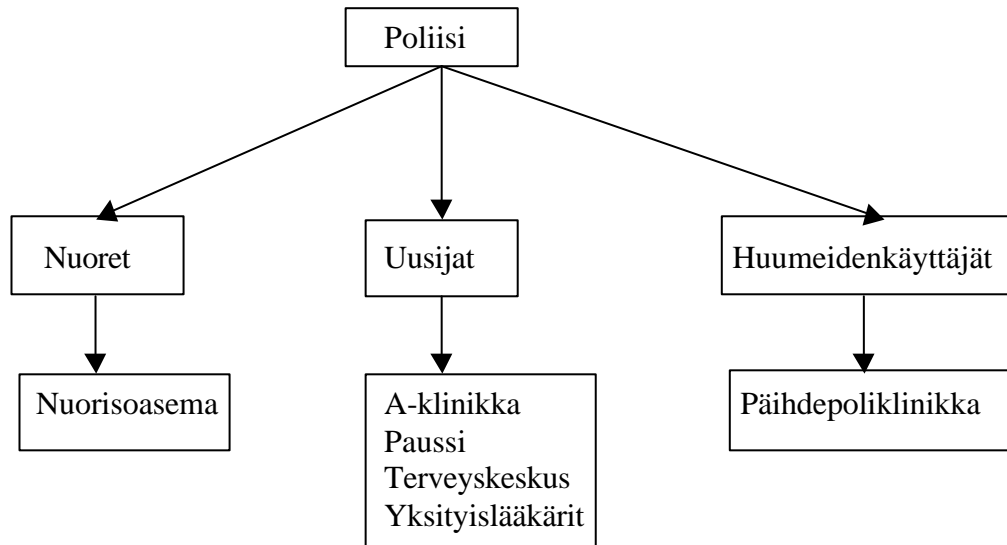 Poliisi
Nuoret
Uusijat
Huumeidenkäyttäjät
Nuorisoasema
A-klinikka
Paussi
Terveyskeskus
Yksityislääkärit
Päihdepoliklinikka